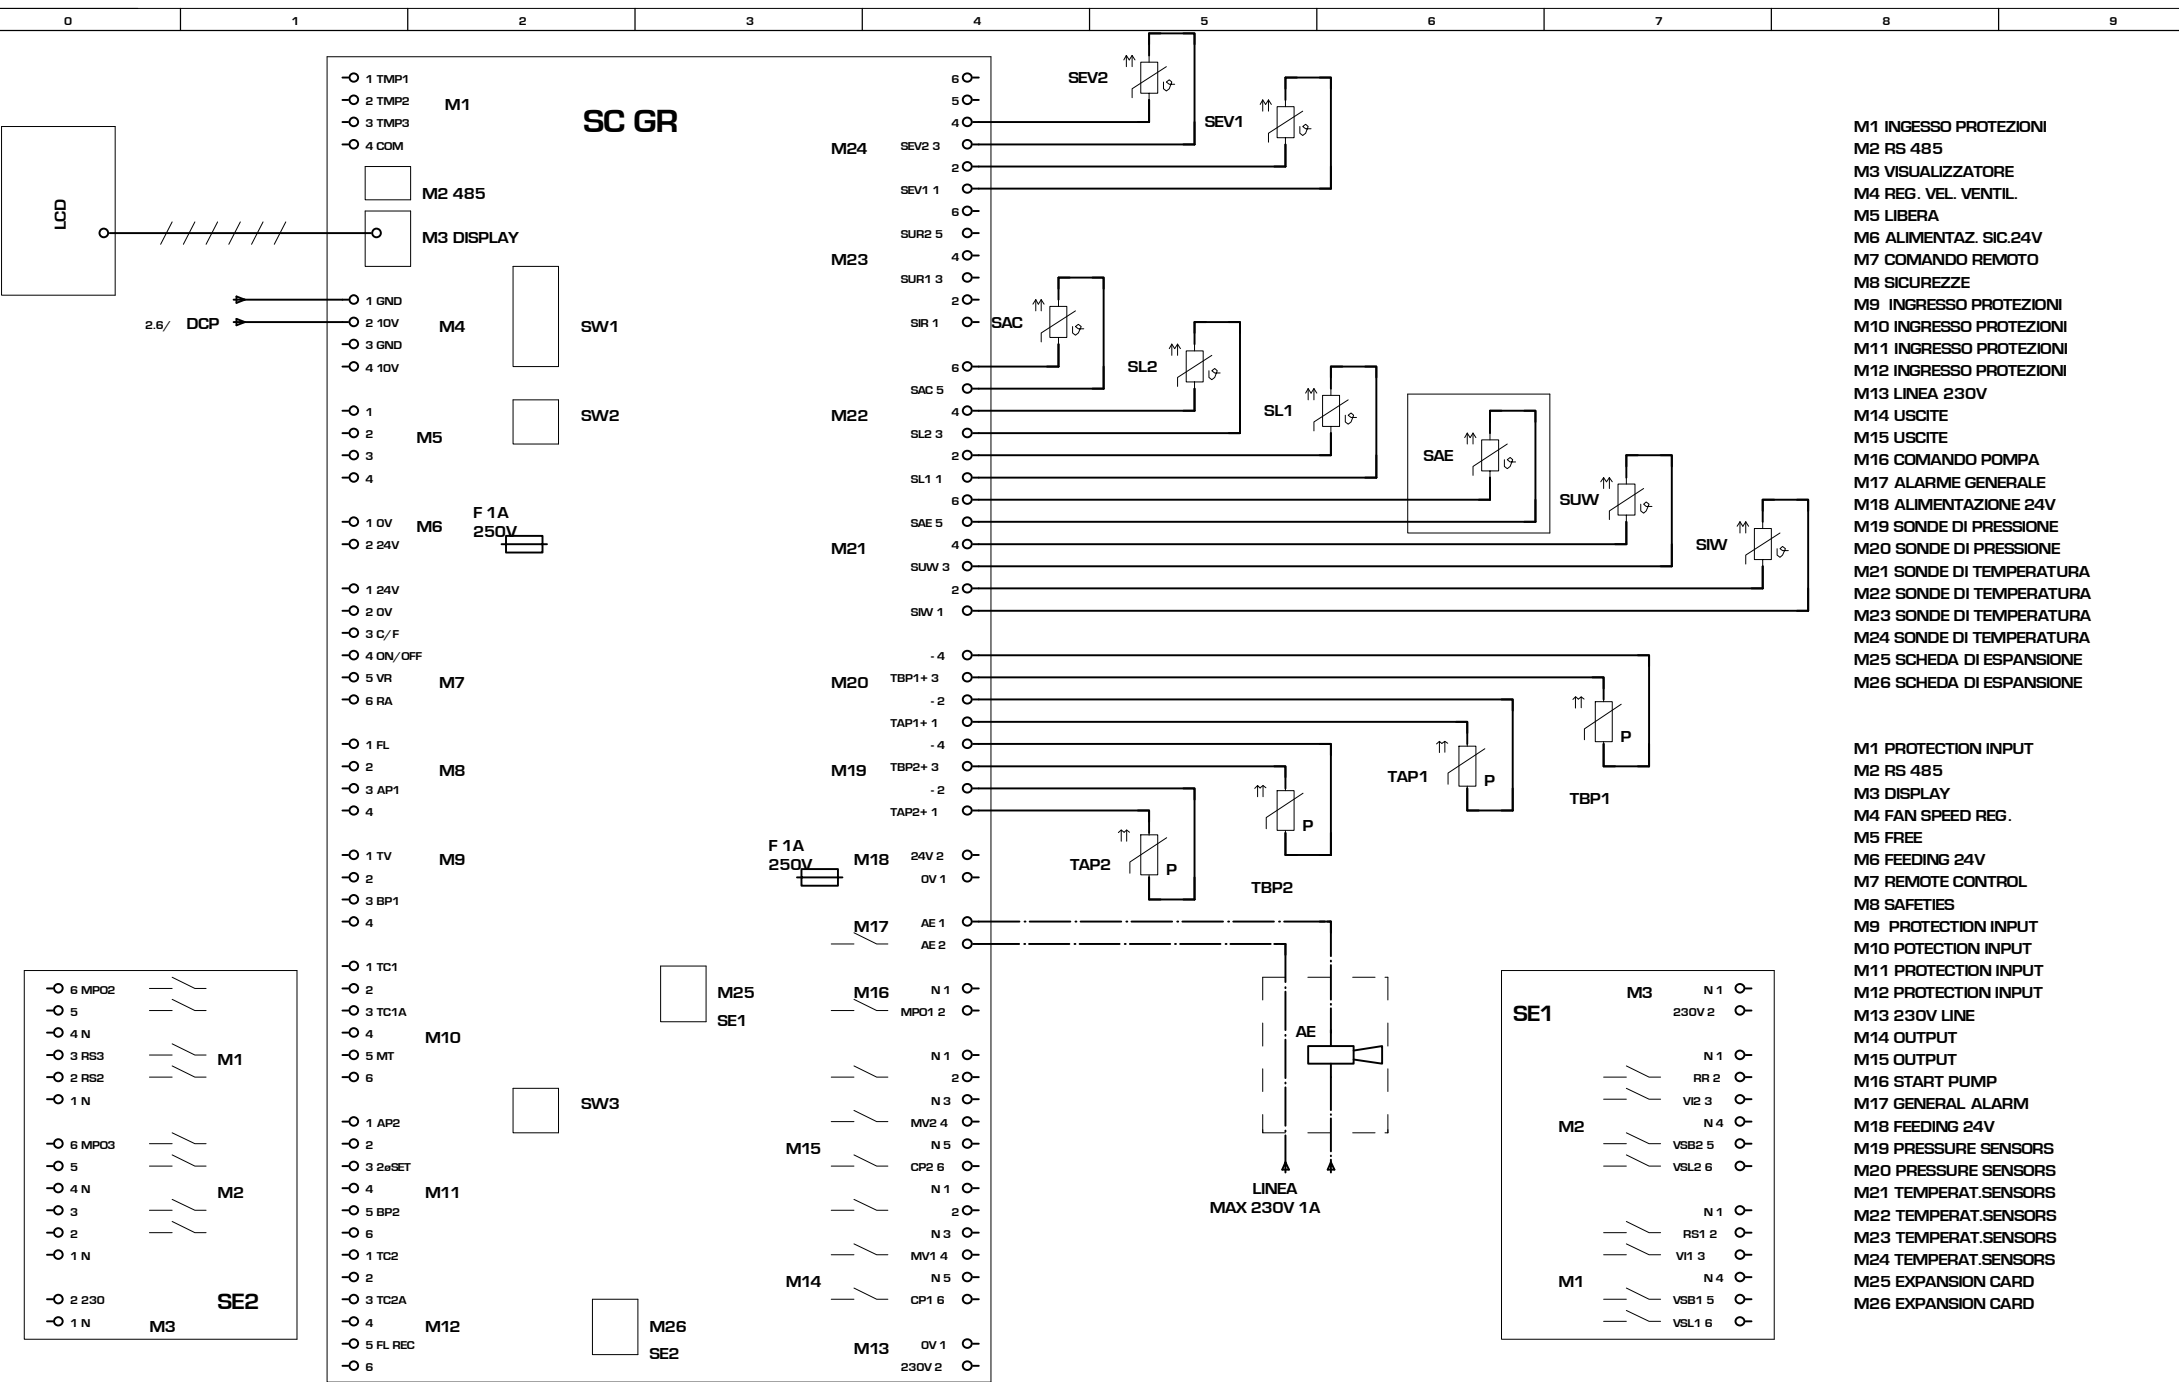 0 1 2 3 4 5 6 7 8 9
SC GR
LCD
2.6/ DCP
1 TMP1
2 TMP2
3 TMP3
4 COM
M1
M2 485
M3 DISPLAY
1 GND
2 10V
3 GND
4 10V
M4
SW1
SW2
1
2
3
4
M5
F 1A
250V
1 0V
2 24V
M6
1 24V
2 0V
3 C/F
4 ON/OFF
5 VR
6 RA
M7
1 FL
2
3 AP1
4
M8
1 TV
2
3 BP1
4
M9
1 TC1
2
3 TC1A
4
5 MT
6
M10
SW3
1 AP2
2
3 2øSET
4
5 BP2
6
M11
1 TC2
2
3 TC2A
4
5 FL REC
6
M12
M25
SE1
M26
SE2
6
5
4
SEV2 3
2
SEV1 1
M24
6
SUR2 5
4
SUR1 3
2
SIR 1
M23
6
SAC 5
4
SL2 3
2
SL1 1
M22
6
SAE 5
4
SUW 3
2
SIW 1
M21
- 4
TBP1+ 3
- 2
TAP1+ 1
M20
- 4
TBP2+ 3
- 2
TAP2+ 1
M19
F 1A
250V
M18
24V 2
0V 1
M17
AE 1
AE 2
M16
N 1
MPO1 2
N 1
2
N 3
MV2 4
N 5
CP2 6
M15
N 1
2
N 3
MV1 4
N 5
CP1 6
M14
M13
0V 1
230V 2
SEV2
ϑ
SEV1
ϑ
SAC
ϑ
SL2
ϑ
SL1
ϑ
SAE
ϑ
SUW
ϑ
SIW
ϑ
TBP1
P
TAP1
P
TBP2
P
TAP2
P
AE
LINEA
MAX 230V 1A
6 MPO2
5
4 N
3 RS3
2 RS2
1 N
M1
6 MPO3
5
4 N
3
2
1 N
M2
2 230
1 N
M3
SE2
SE1
M3
N 1
230V 2
N 1
RR 2
VI2 3
N 4
VSB2 5
VSL2 6
M2
N 1
RS1 2
VI1 3
N 4
VSB1 5
VSL1 6
M1
M1 INGESSO PROTEZIONI
M2 RS 485
M3 VISUALIZZATORE
M4 REG. VEL. VENTIL.
M5 LIBERA
M6 ALIMENTAZ. SIC.24V
M7 COMANDO REMOTO
M8 SICUREZZE
M9 INGRESSO PROTEZIONI
M10 INGRESSO PROTEZIONI
M11 INGRESSO PROTEZIONI
M12 INGRESSO PROTEZIONI
M13 LINEA 230V
M14 USCITE
M15 USCITE
M16 COMANDO POMPA
M17 ALARME GENERALE
M18 ALIMENTAZIONE 24V
M19 SONDE DI PRESSIONE
M20 SONDE DI PRESSIONE
M21 SONDE DI TEMPERATURA
M22 SONDE DI TEMPERATURA
M23 SONDE DI TEMPERATURA
M24 SONDE DI TEMPERATURA
M25 SCHEDA DI ESPANSIONE
M26 SCHEDA DI ESPANSIONE
M1 PROTECTION INPUT
M2 RS 485
M3 DISPLAY
M4 FAN SPEED REG.
M5 FREE
M6 FEEDING 24V
M7 REMOTE CONTROL
M8 SAFETIES
M9 PROTECTION INPUT
M10 POTECTION INPUT
M11 PROTECTION INPUT
M12 PROTECTION INPUT
M13 230V LINE
M14 OUTPUT
M15 OUTPUT
M16 START PUMP
M17 GENERAL ALARM
M18 FEEDING 24V
M19 PRESSURE SENSORS
M20 PRESSURE SENSORS
M21 TEMPERAT.SENSORS
M22 TEMPERAT.SENSORS
M23 TEMPERAT.SENSORS
M24 TEMPERAT.SENSORS
M25 EXPANSION CARD
M26 EXPANSION CARD